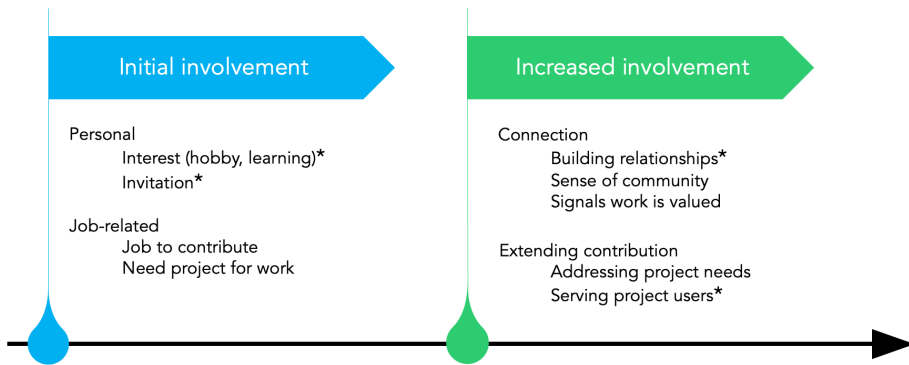 Initial involvement
Personal
Interest (hobby, learning)*
Invitation*
Job-related
Job to contribute
Need project for work
Increased involvement
Connection
Building relationships*
Sense of community
Signals work is valued
Extending contribution
Addressing project needs
Serving project users*